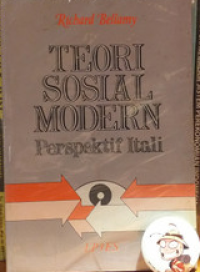 Richard Bellamy
TEORI
SOSIAL
MODERN
Perspektif Itali
LP3ES